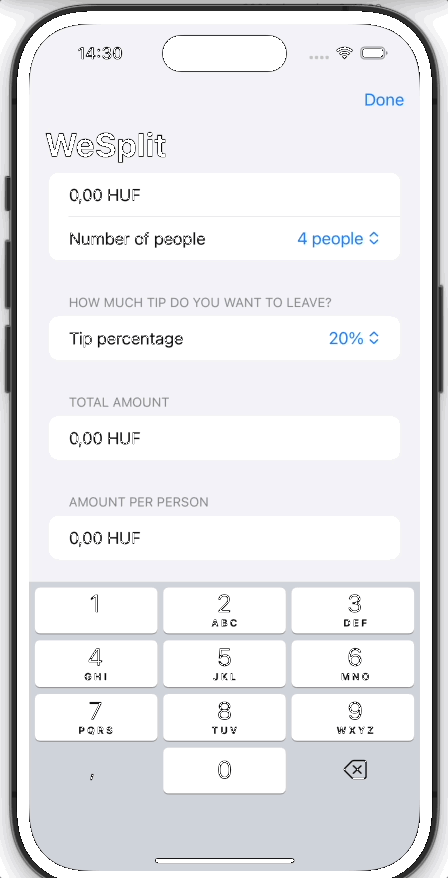 14:30
Done
WeSplit
0,00 HUF
Number of people 4 people
HOW MUCH TIP DO YOU WANT TO LEAVE?
Tip percentage 20%
TOTAL AMOUNT
0,00 HUF
AMOUNT PER PERSON
0,00 HUF
1 2 3
ABC DEF
4 5 6
GHI JKL MNO
7 8 9
PQRS TUV WXYZ
, 0